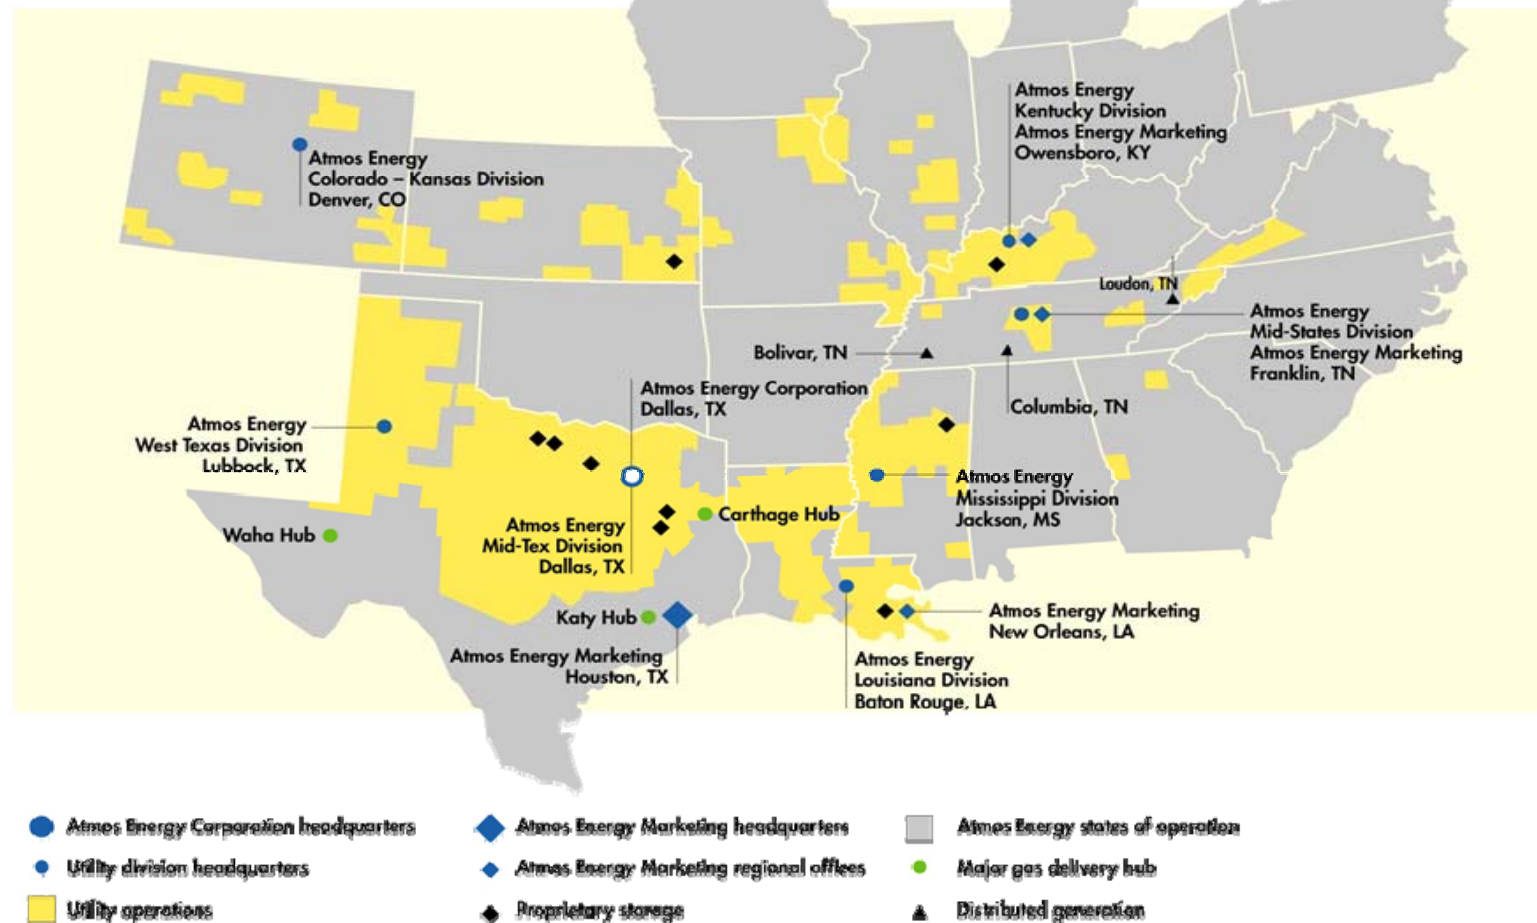 Atmos Energy
Kentucky Division
Atmos Energy Marketing
Owensboro, KY
Atmos Energy
Colorado – Kansas Division
Denver, CO
Loudon, TN
Atmos Energy
Mid-States Division
Atmos Energy Marketing
Franklin, TN
Bolivar, TN
Atmos Energy Corporation
Dallas, TX
Columbia, TN
Atmos Energy
West Texas Division
Lubbock, TX
Atmos Energy
Mississippi Division
Jackson, MS
Carthage Hub
Waha Hub
Atmos Energy
Mid-Tex Division
Dallas, TX
Katy Hub
Atmos Energy Marketing
New Orleans, LA
Atmos Energy Marketing
Houston, TX
Atmos Energy
Louisiana Division
Baton Rouge, LA
Atmos Energy Corporation headquarters
Atmos Energy Marketing headquarters
Atmos Energy states of operation
Utility division headquarters
Atmos Energy Marketing regional offices
Major gas delivery hub
Utility operations
Proprietary storage
Distributed generation